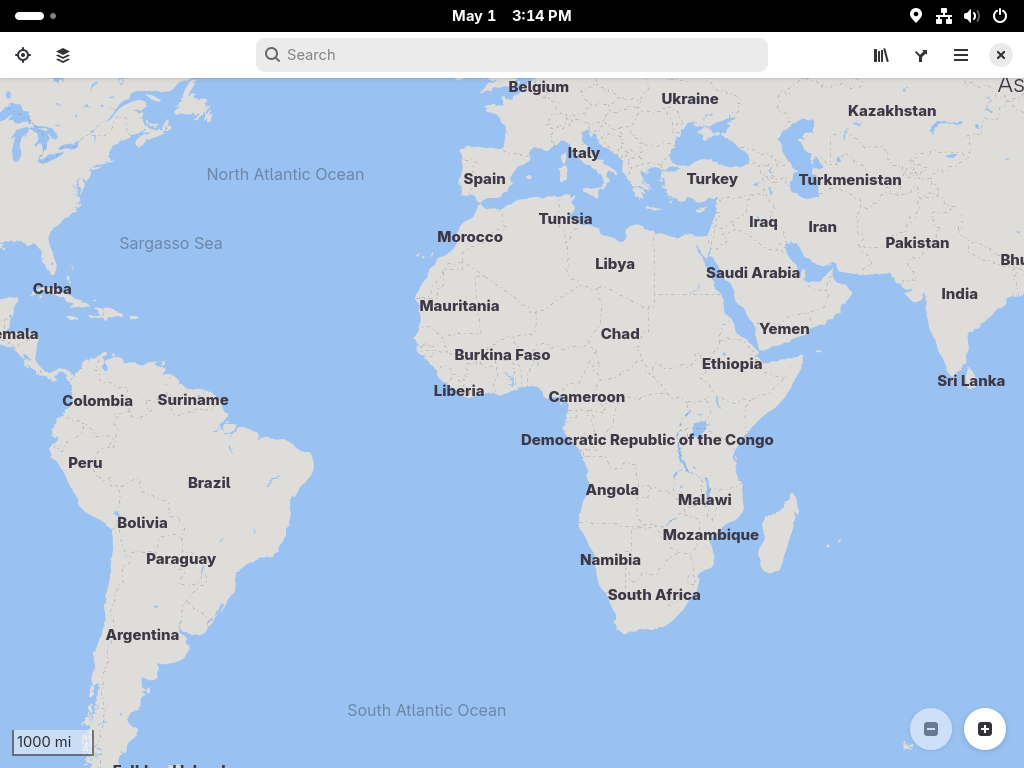 May 1 3:14 PM
Search
Belgium
As
Ukraine
Kazakhstan
Italy
North Atlantic Ocean
Spain
Turkey
Turkmenistan
Tunisia
Iraq
Iran
Morocco
Sargasso Sea
Pakistan
Bhu
Libya
Saudi Arabia
Cuba
India
Mauritania
emala
Chad
Yemen
Burkina Faso
Ethiopia
Sri Lanka
Liberia
Cameroon
Colombia
Suriname
Democratic Republic of the Congo
Peru
Brazil
Angola
Malawi
Bolivia
Mozambique
Paraguay
Namibia
South Africa
Argentina
South Atlantic Ocean
1000 mi